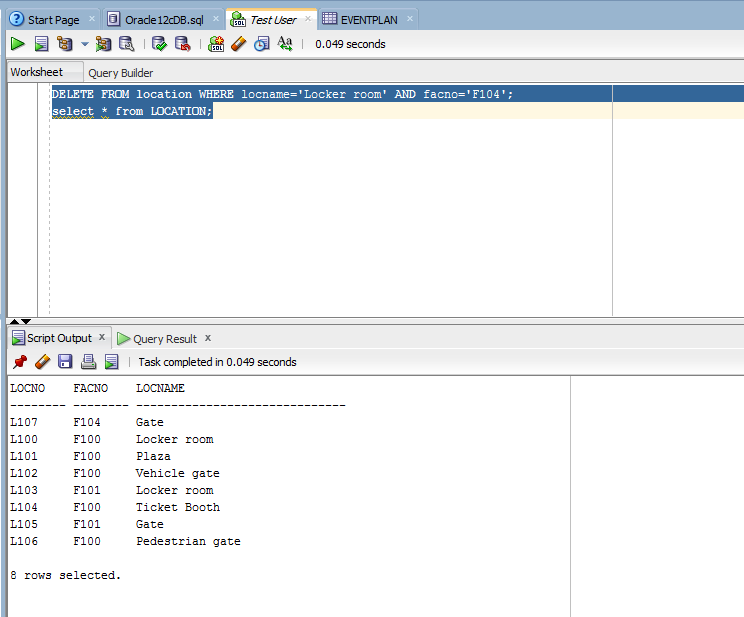 Start Page × Oracle12cDB.sql × Test User × EVENTPLAN ×
SQL SQL Aa 0.049 seconds
Worksheet Query Builder
DELETE FROM location WHERE locname='Locker room' AND facno='F104';
select * from LOCATION;
Script Output × Query Result ×
Task completed in 0.049 seconds
LOCNO FACNO LOCNAME
-------- -------- ------------------------------
L107 F104 Gate
L100 F100 Locker room
L101 F100 Plaza
L102 F100 Vehicle gate
L103 F101 Locker room
L104 F100 Ticket Booth
L105 F101 Gate
L106 F100 Pedestrian gate
8 rows selected.